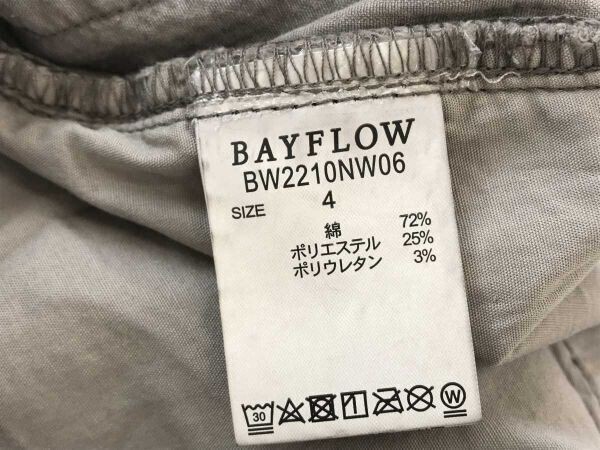 BAYFLOW
BW2210NW06
SIZE 4
綿 72%
ポリエステル 25%
ポリウレタン 3%
30 W